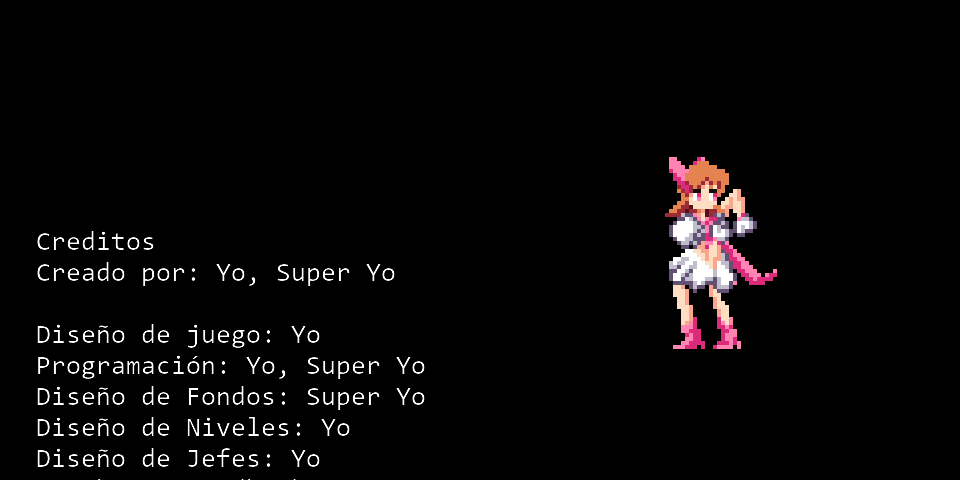 Creditos
Creado por: Yo, Super Yo
Diseño de juego: Yo
Programación: Yo, Super Yo
Diseño de Fondos: Super Yo
Diseño de Niveles: Yo
Diseño de Jefes: Yo